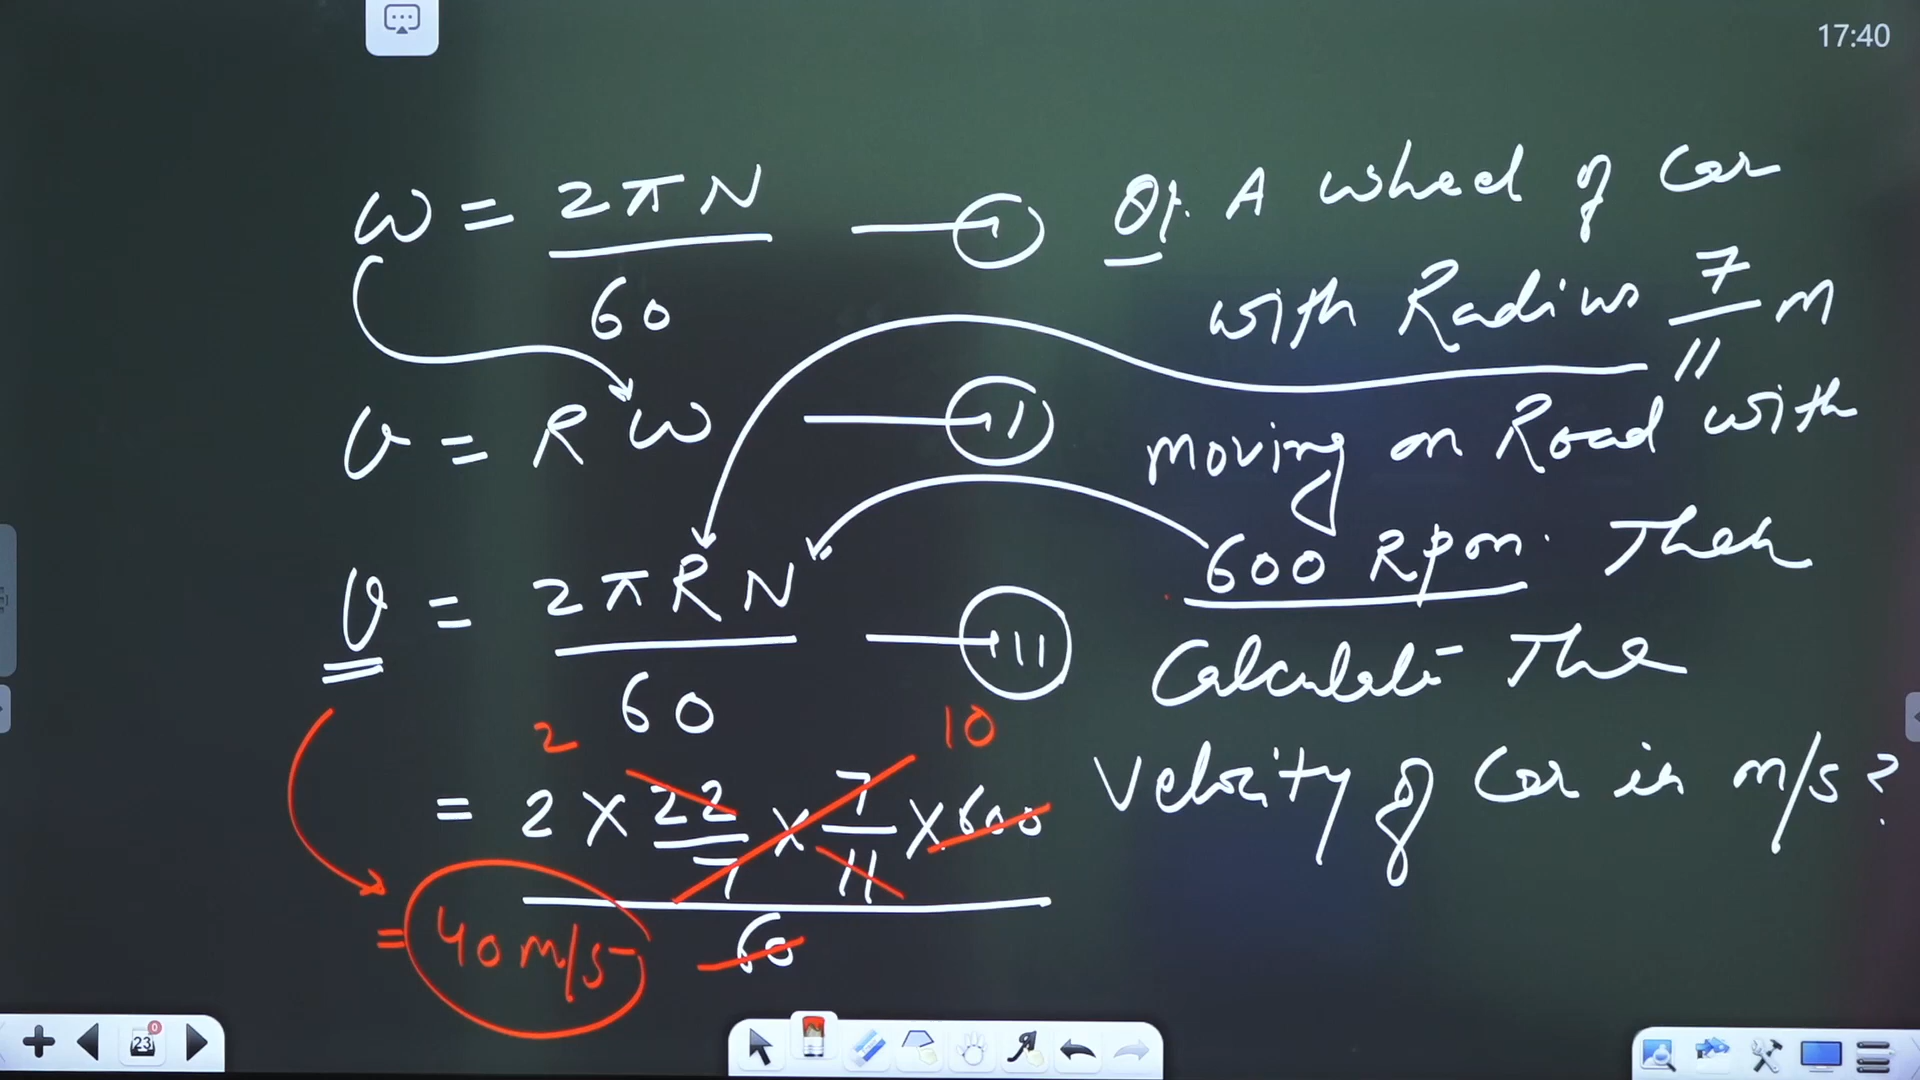 17:40
ω = 2πN / 60 — I
v = Rω — II
v = 2πRN / 60 — III
= 2 × 22/7 × 7/11 × 600 / 60
2
10
= 40 m/s
Q1. A wheel of Car
with Radius 7/11 m
moving on Road with
600 Rpm. Then
Calculate The
Velocity of Car in m/s?
23
0